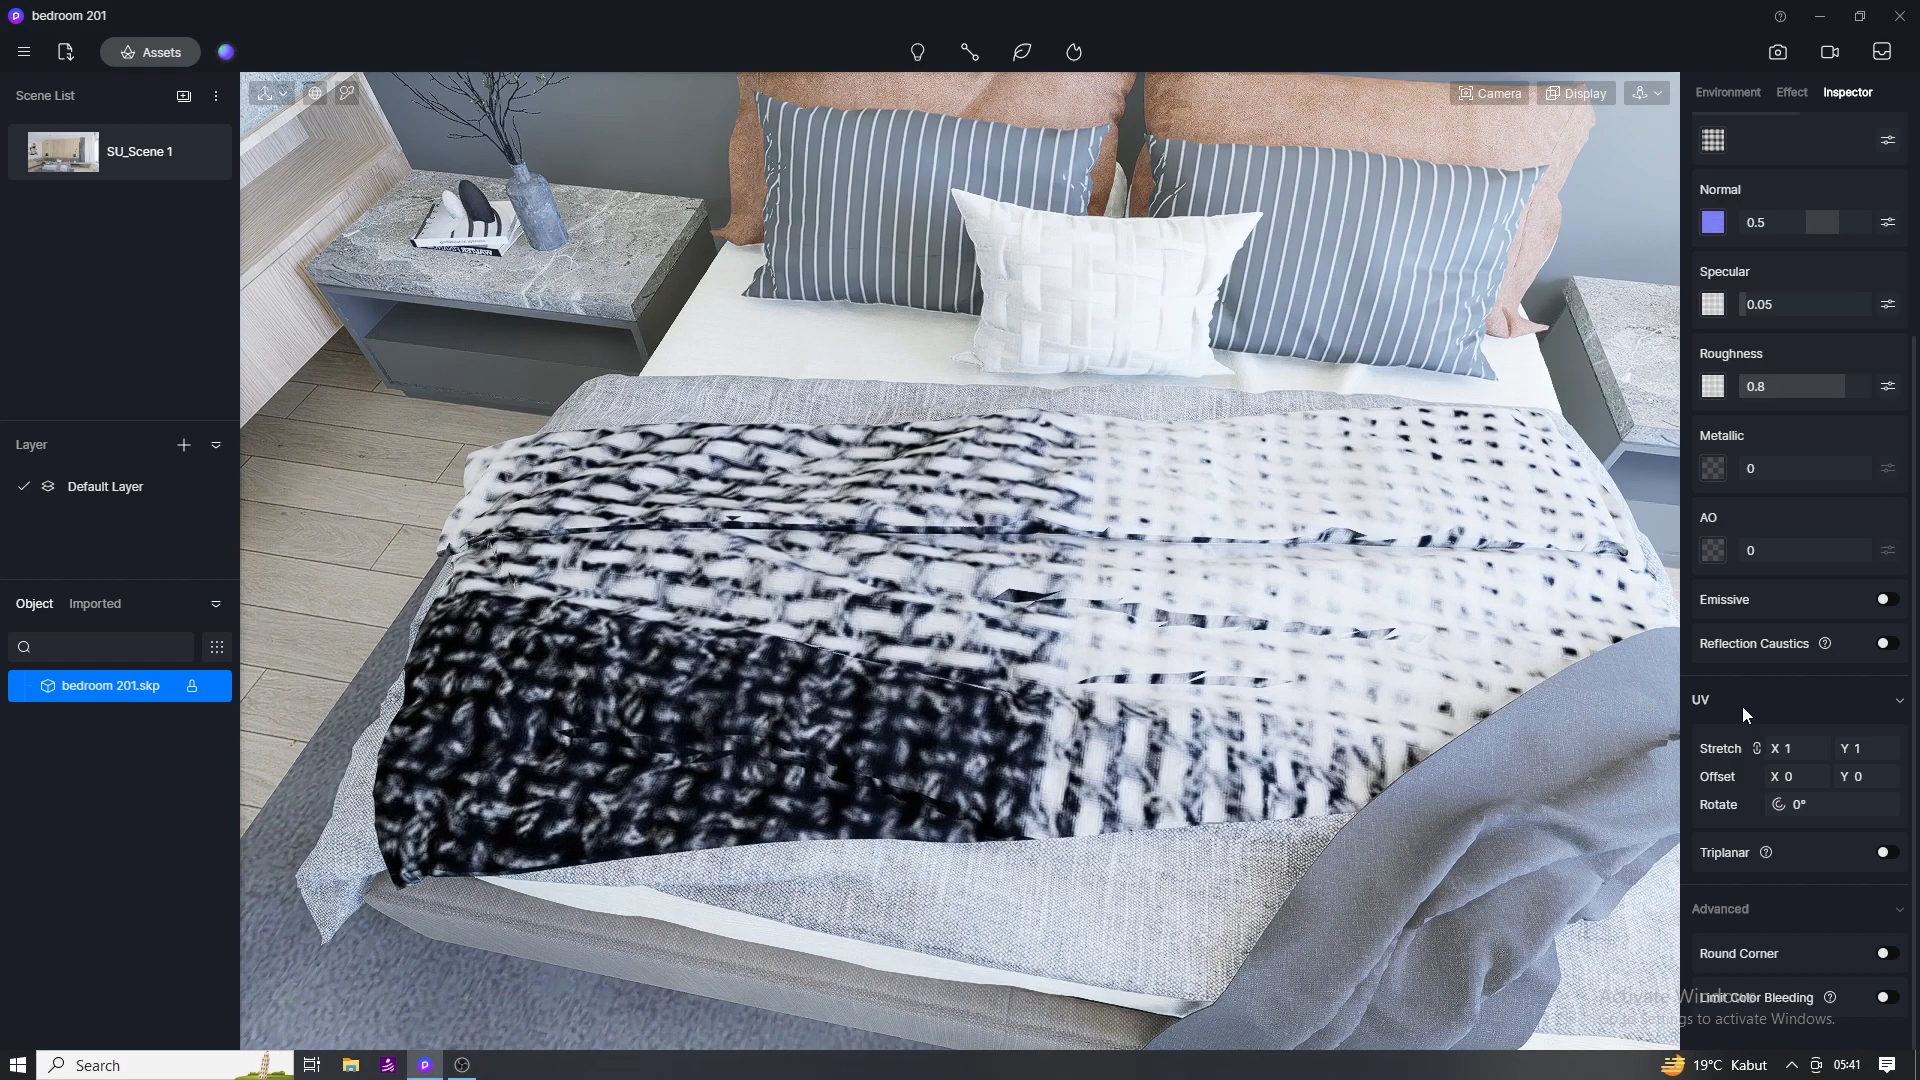 bedroom 201
Assets
Scene List
SU_Scene 1
Layer
Default Layer
Object Imported
bedroom 201.skp
Camera
Display
Environment Effect Inspector
Normal
0.5
Specular
0.05
Roughness
0.8
Metallic
0
AO
0
Emissive
Reflection Caustics
UV
Stretch X 1 Y 1
Offset X 0 Y 0
Rotate 0°
Triplanar
Advanced
Round Corner
Limit Color Bleeding
Activate Windows
gs to activate Windows.
Search
19°C Kabut
05:41